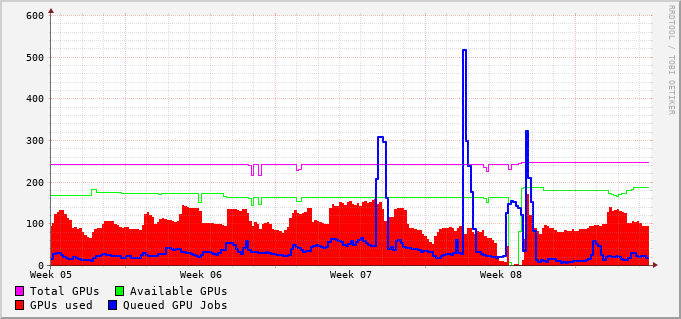 600
500
400
300
200
100
0
Week 05 Week 06 Week 07 Week 08
Total GPUs Available GPUs
GPUs used Queued GPU Jobs
RRDTOOL / TOBI OETIKER